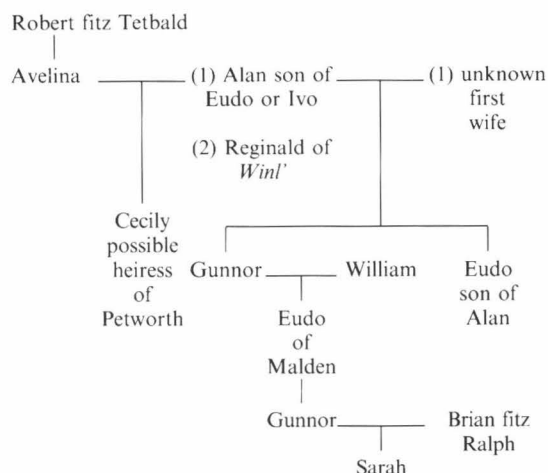 Robert fitz Tetbald
Avelina
(1) Alan son of
Eudo or Ivo
(1) unknown
first
wife
(2) Reginald of
Winl'
Cecily
possible
heiress
of
Petworth
Gunnor
William
Eudo
son of
Alan
Eudo
of
Malden
Gunnor
Brian fitz
Ralph
Sarah